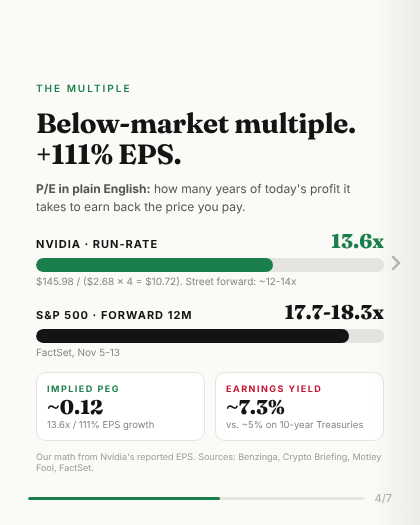 THE MULTIPLE
Below-market multiple.
+111% EPS.
P/E in plain English: how many years of today's profit it
takes to earn back the price you pay.
NVIDIA · RUN-RATE 13.6x
$145.98 / ($2.68 × 4 = $10.72). Street forward: ~12-14x
S&P 500 · FORWARD 12M 17.7-18.3x
FactSet, Nov 5-13
IMPLIED PEG
~0.12
13.6x / 111% EPS growth
EARNINGS YIELD
~7.3%
vs. ~5% on 10-year Treasuries
Our math from Nvidia's reported EPS. Sources: Benzinga, Crypto Briefing, Motley
Fool, FactSet.
4/7